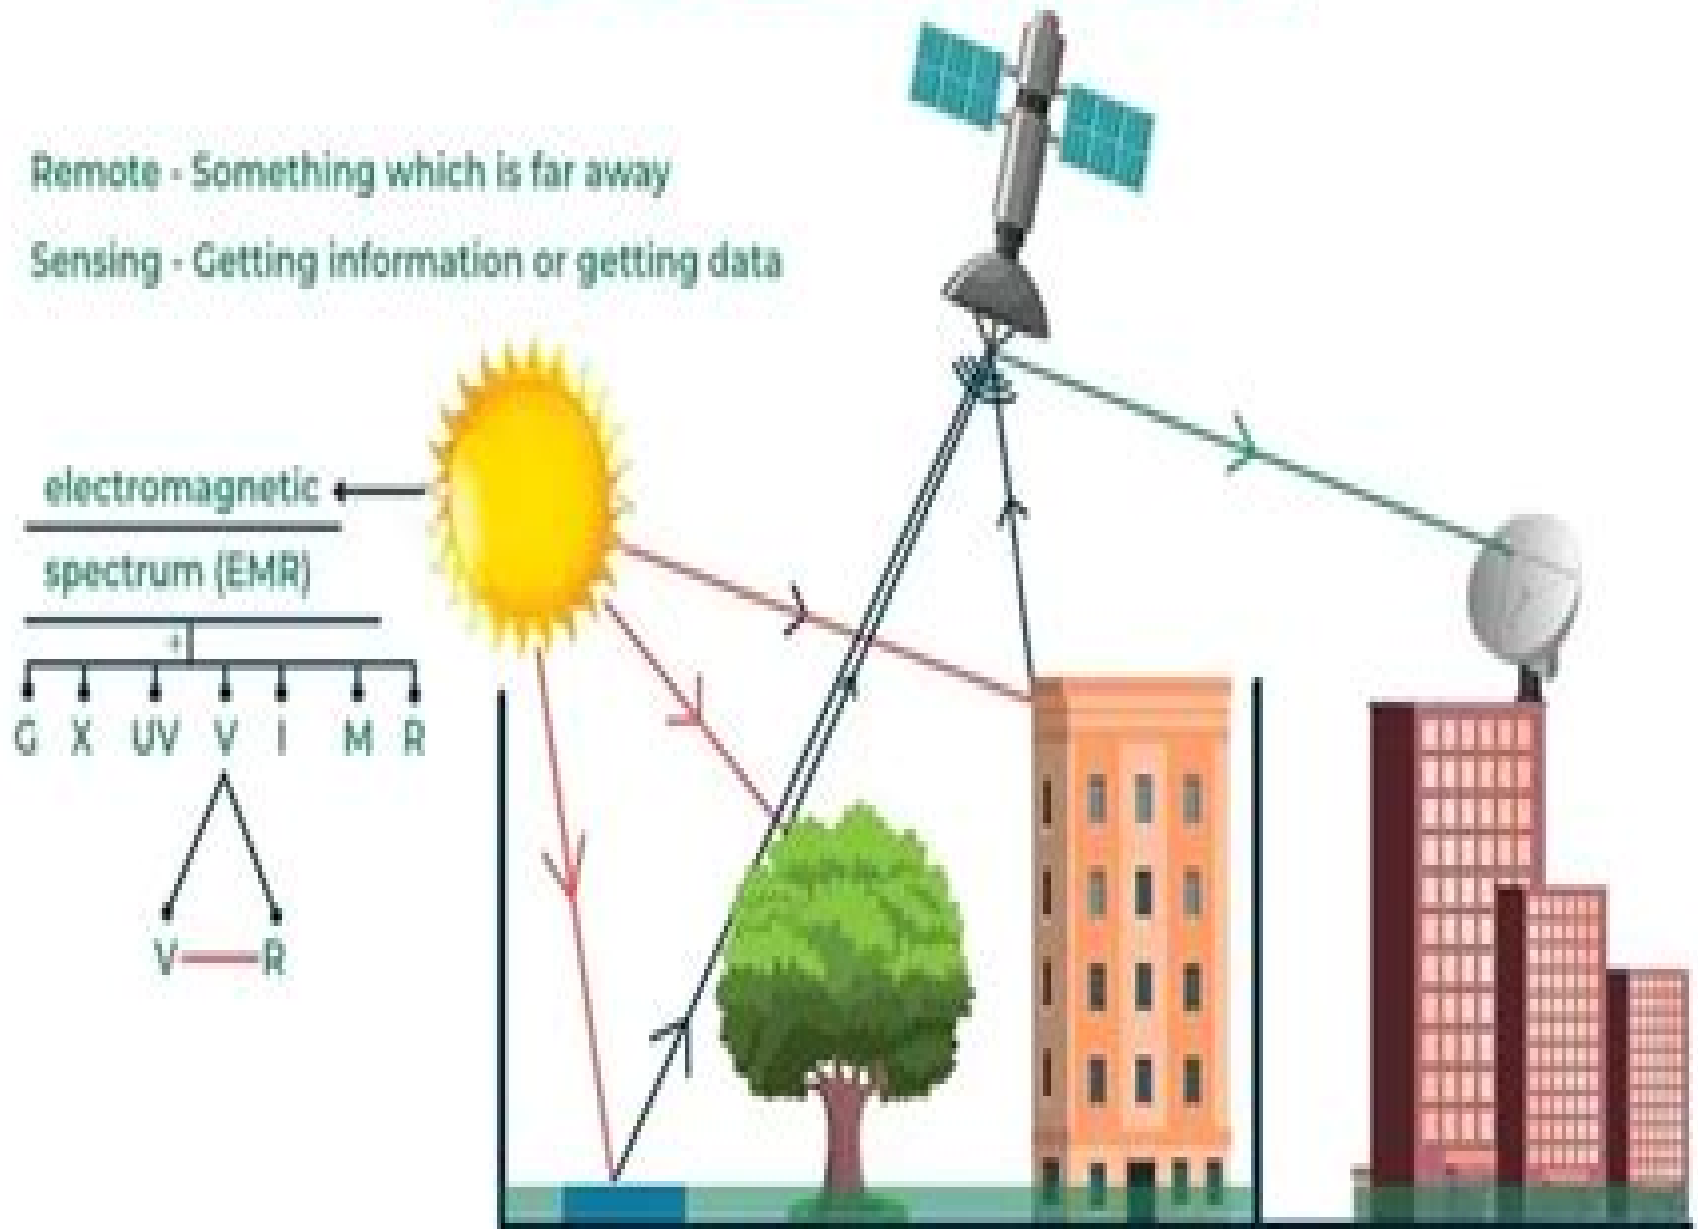 Remote - Something which is far away
Sensing - Getting information or getting data
electromagnetic
spectrum (EMR)
G X UV V I M R
V R